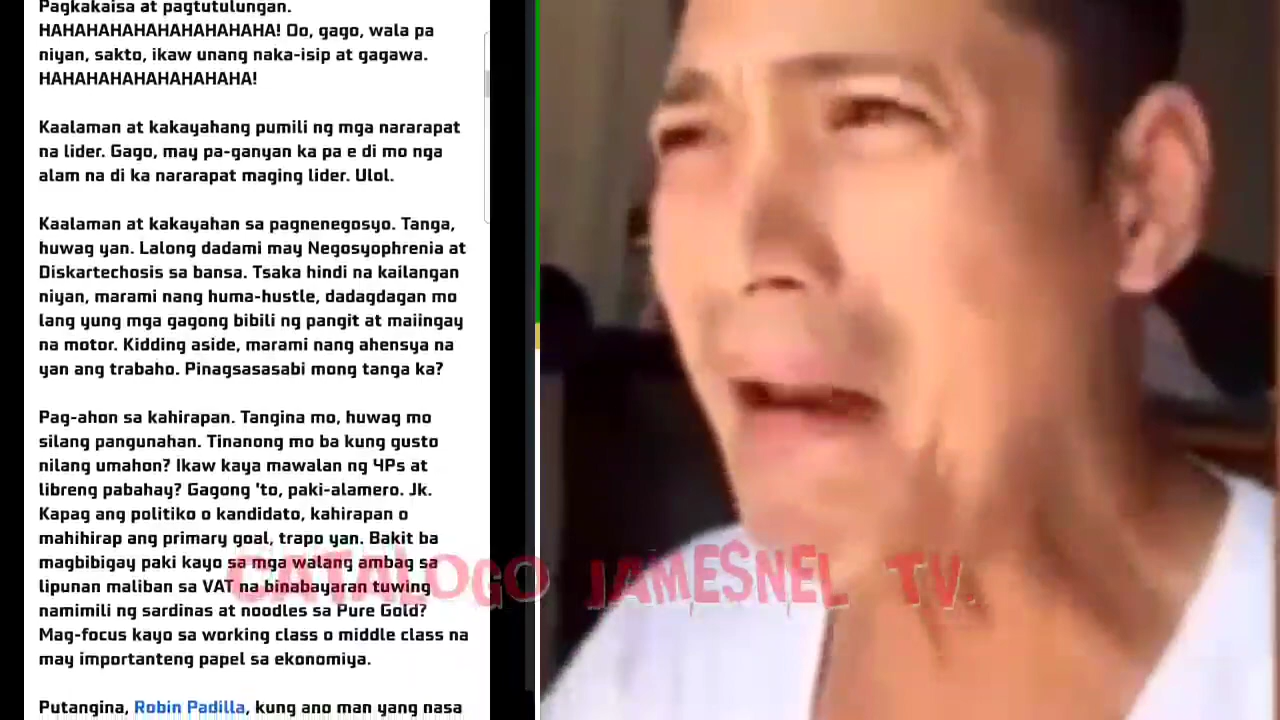 Pagkakaisa at pagtutulungan.
HAHAHAHAHAHAHAHAHAHA! Oo, gago, wala pa
niyan, sakto, ikaw unang naka-isip at gagawa.
HAHAHAHAHAHAHAHAHA!
Kaalaman at kakayahang pumili ng mga nararapat
na lider. Gago, may pa-ganyan ka pa e di mo nga
alam na di ka nararapat maging lider. Ulol.
Kaalaman at kakayahan sa pagnenegosyo. Tanga,
huwag yan. Lalong dadami may Negosyophrenia at
Diskartechosis sa bansa. Tsaka hindi na kailangan
niyan, marami nang huma-hustle, dadagdagan mo
lang yung mga gagong bibili ng pangit at maiingay
na motor. Kidding aside, marami nang ahensya na
yan ang trabaho. Pinagsasasabi mong tanga ka?
Pag-ahon sa kahirapan. Tangina mo, huwag mo
silang pangunahan. Tinanong mo ba kung gusto
nilang umahon? Ikaw kaya mawalan ng 4Ps at
libreng pabahay? Gagong 'to, paki-alamero. Jk.
Kapag ang politiko o kandidato, kahirapan o
mahihirap ang primary goal, trapo yan. Bakit ba
magbibigay paki kayo sa mga walang ambag sa
lipunan maliban sa VAT na binabayaran tuwing
namimili ng sardinas at noodles sa Pure Gold?
Mag-focus kayo sa working class o middle class na
may importanteng papel sa ekonomiya.
Putangina, Robin Padilla, kung ano man yang nasa
CATALOGO JAMESNEL TV.